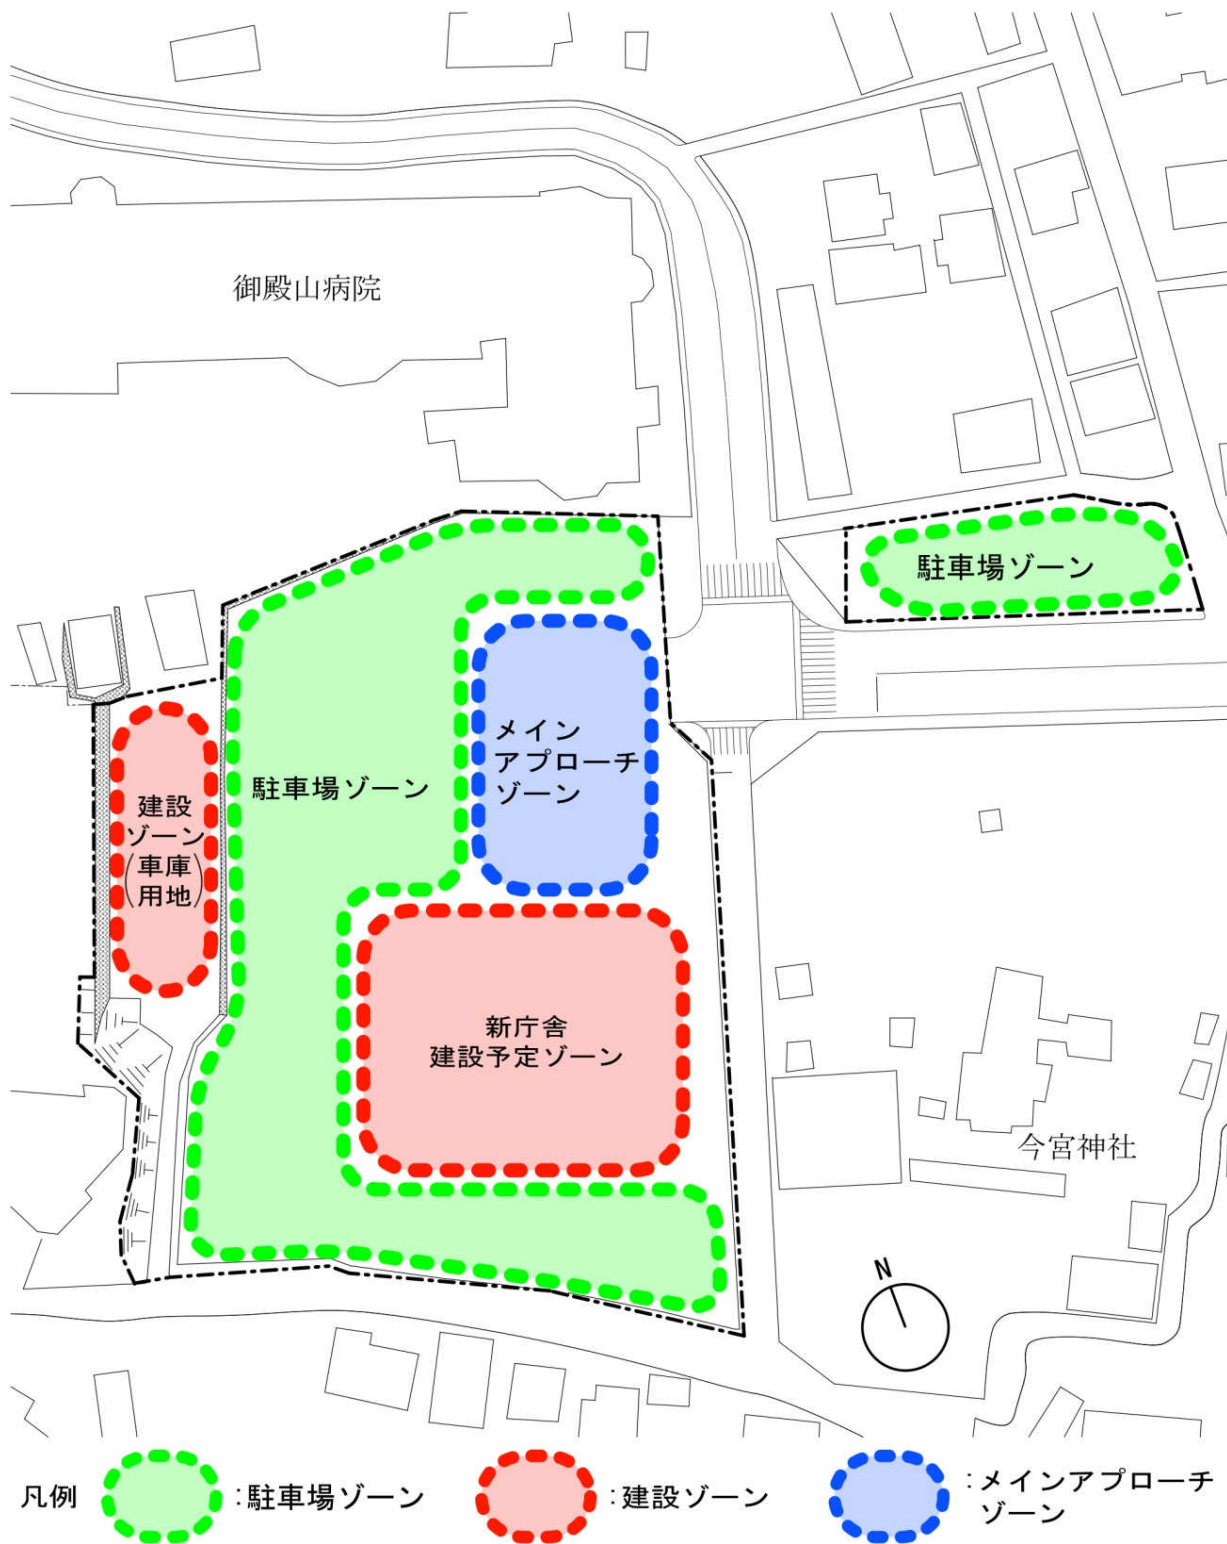 御殿山病院
駐車場ゾーン
メイン
アプローチ
ゾーン
駐車場ゾーン
建設
ゾーン
(車庫
用地)
新庁舎
建設予定ゾーン
今宮神社
N
凡例
:駐車場ゾーン
:建設ゾーン
:メインアプローチ
ゾーン